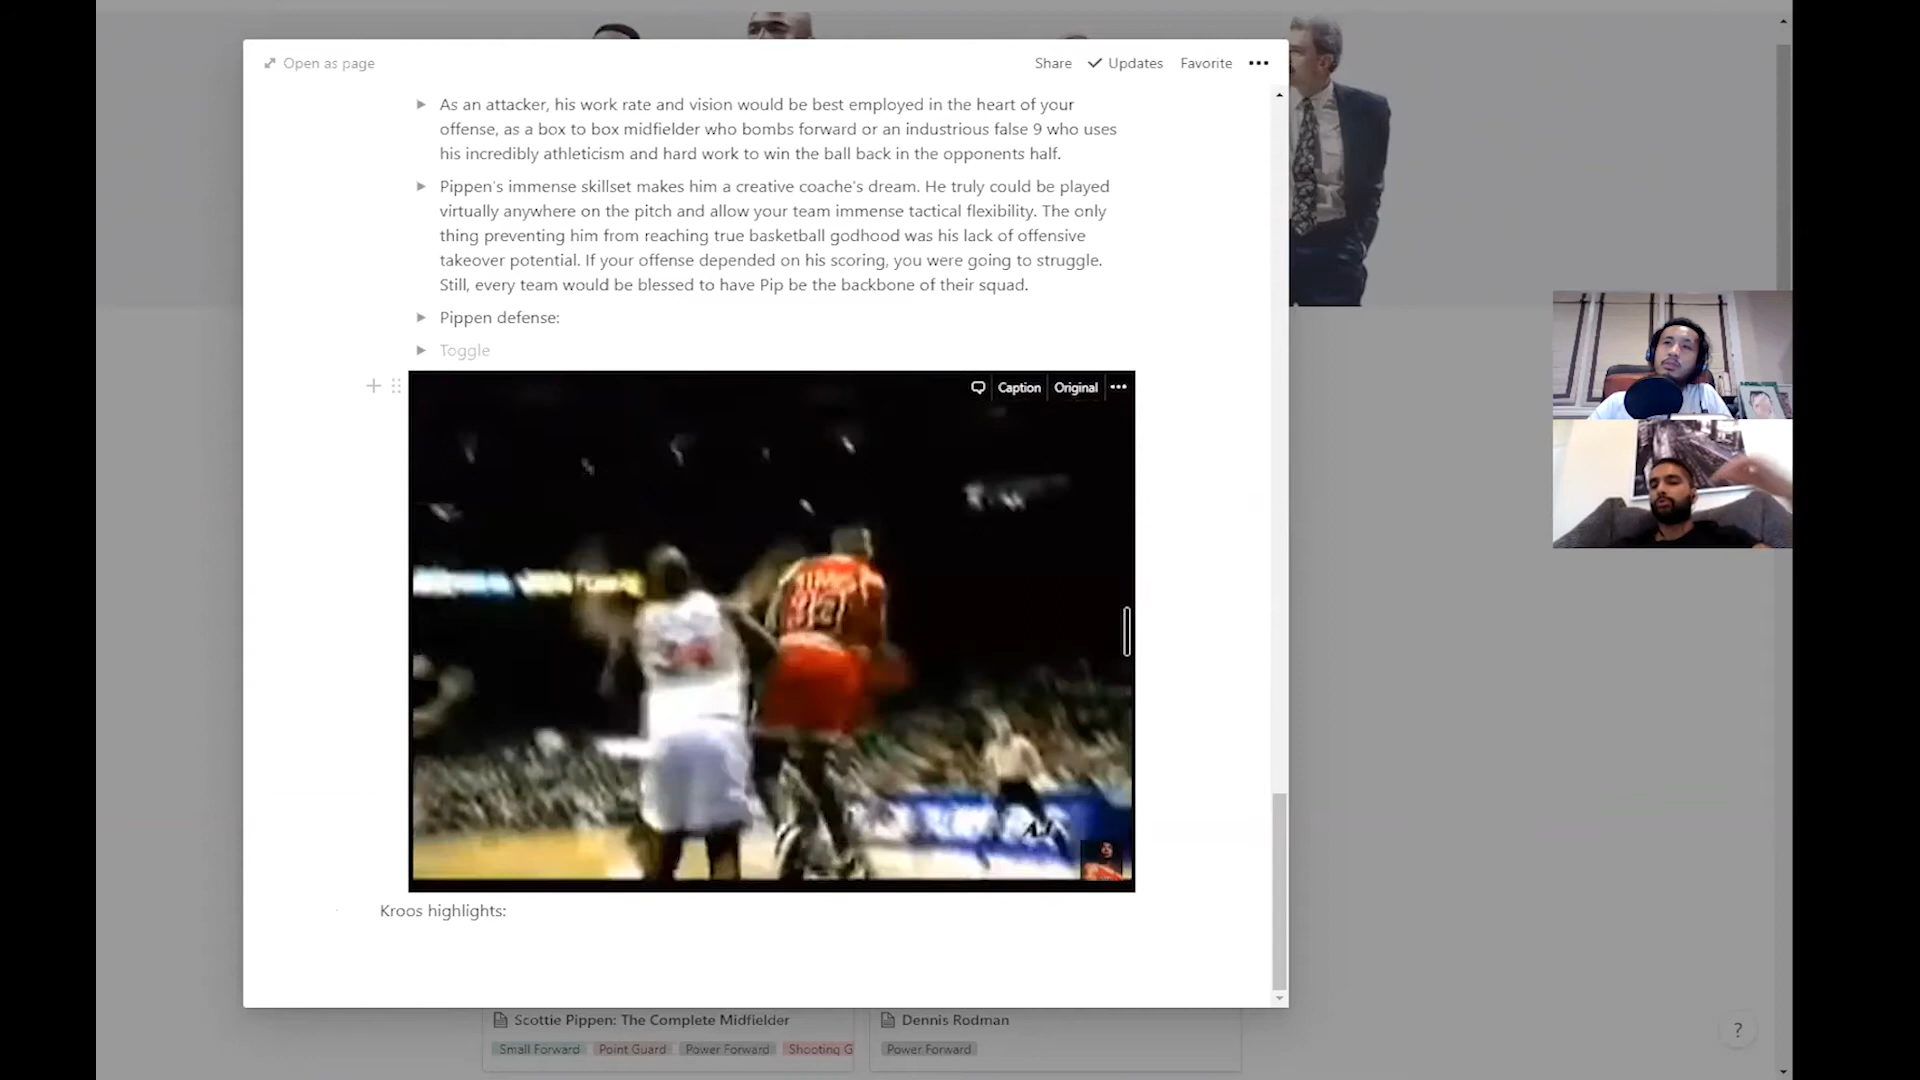 Open as page
Share Updates Favorite
As an attacker, his work rate and vision would be best employed in the heart of your
offense, as a box to box midfielder who bombs forward or an industrious false 9 who uses
his incredibly athleticism and hard work to win the ball back in the opponents half.
Pippen's immense skillset makes him a creative coache's dream. He truly could be played
virtually anywhere on the pitch and allow your team immense tactical flexibility. The only
thing preventing him from reaching true basketball godhood was his lack of offensive
takeover potential. If your offense depended on his scoring, you were going to struggle.
Still, every team would be blessed to have Pip be the backbone of their squad.
Pippen defense:
Toggle
Caption Original
Kroos highlights:
Scottie Pippen: The Complete Midfielder
Small Forward Point Guard Power Forward Shooting G
Dennis Rodman
Power Forward
?